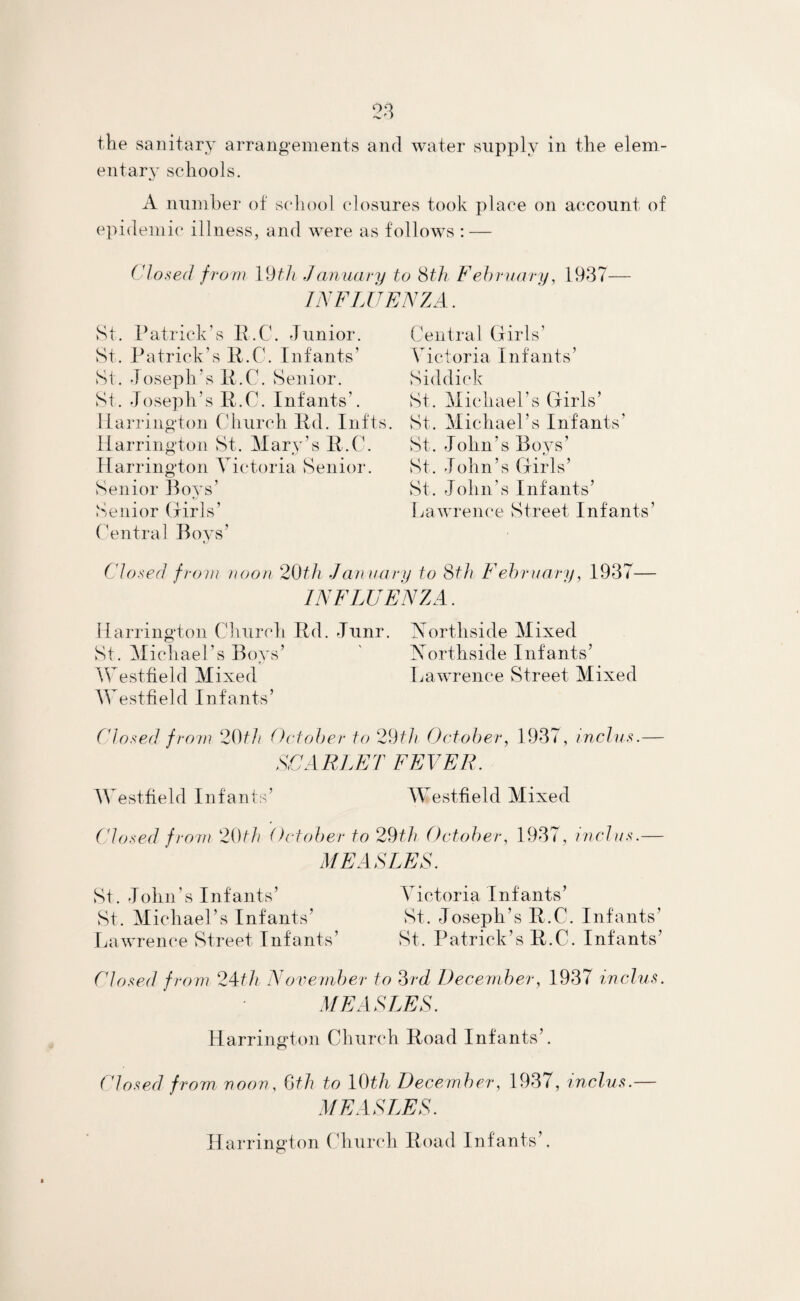 23
the sanitary arrangements and water supply in the elem-
entary schools.
A number of school closures took place on account of
epidemic illness, and were as follows : —
Closed from 19th January to 8th February, 1937—
INFLUENZA.
St. Patrick's R.C. Junior.
St. Patrick's R.C. Infants'
St. Joseph's R.C. Senior.
St. Joseph's R.C. Infants'.
Harrington Church Rd. Infts.
Harrington St. Mary's R.C.
Harrington Victoria Senior.
Senior Boys'
Senior Girls'
Central Boys'
Central Girls'
Victoria Infants'
Siddick
St. Michael's Girls'
St. Michael's Infants'
St. John's Boys'
St. John's Girls'
St. John's Infants'
Lawrence Street Infants'
Closed from noon 20th January to 8th February, 1937—
INFLUENZA.
Harrington Church Rd. Junr.
St. Michael's Boys'
Westfield Mixed
Westfield Infants'
Northside Mixed
Northside Infants'
Lawrence Street Mixed
Closed from 20th October to 29th October, 1937, inclus.—
SCARLET FEVER.
Westfield Infants' Westfield Mixed
Closed from 20th October to 29th October, 1937, inclus.—
MEASLES.
St. John's Infants'
St. Michael's Infants'
Lawrence Street Infants'
Victoria Infants'
St. Joseph's R.C. Infants'
St. Patrick's R.C. Infants'
Closed from 24th November to 3rd December, 1937 inclus.
MEASLES.
Harrington Church Road Infants'.
Closed from noon, 6th to 10th December, 1937, inclus.—
MEASLES.
Harrington Church Road Infants'.